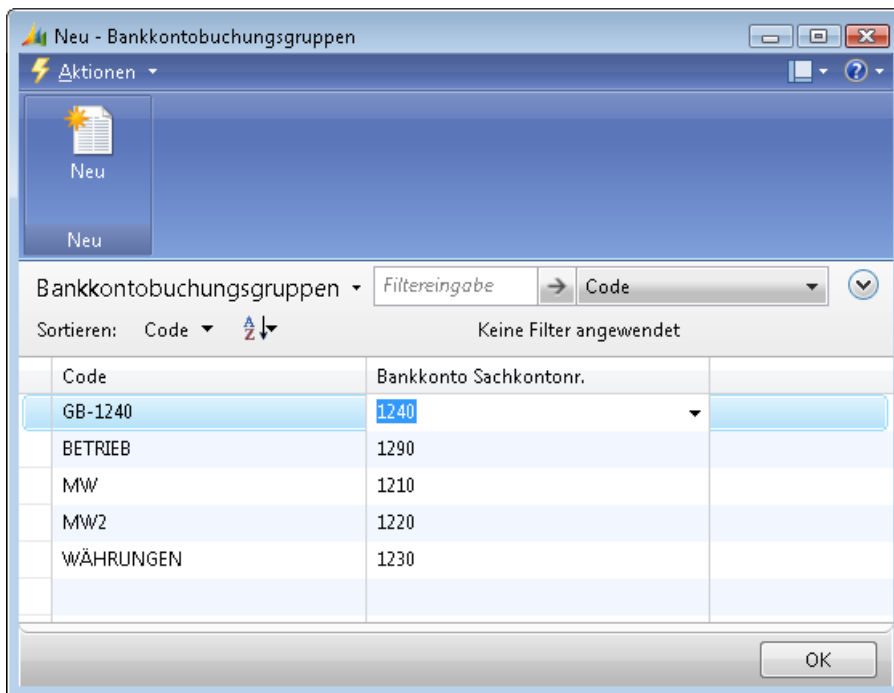 Neu - Bankkontobuchungsgruppen
Aktionen
Neu
Neu
Bankkontobuchungsgruppen Filtereingabe Code
Sortieren: Code Keine Filter angewendet
Code Bankkonto Sachkontonr.
GB-1240 1240
BETRIEB 1290
MW 1210
MW2 1220
WÄHRUNGEN 1230
OK